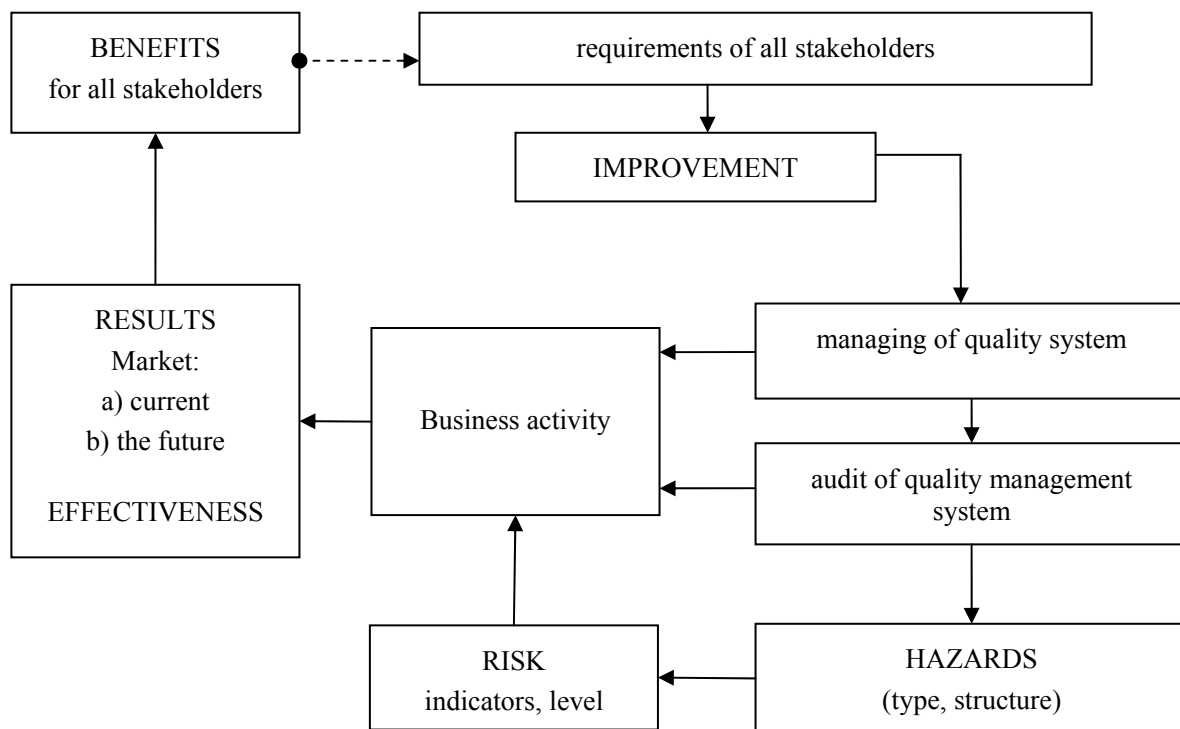 BENEFITS
for all stakeholders
requirements of all stakeholders
IMPROVEMENT
RESULTS
Market:
a) current
b) the future
EFFECTIVENESS
Business activity
managing of quality system
audit of quality management
system
RISK
indicators, level
HAZARDS
(type, structure)